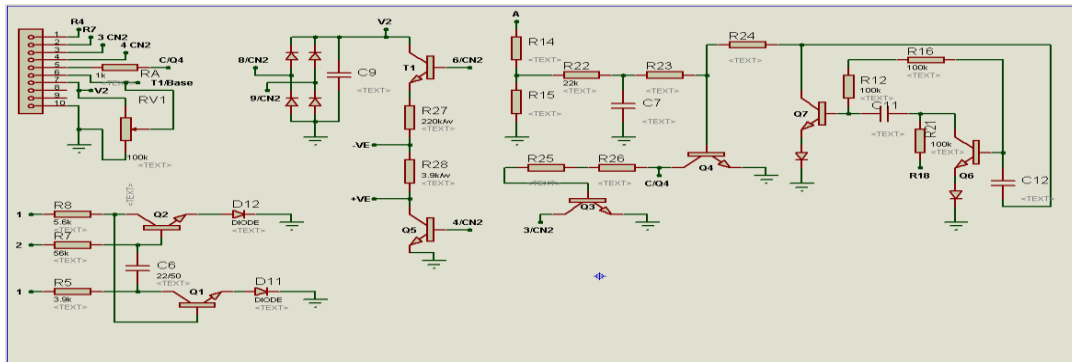 R4
R7
3 CN2
4 CN2
C/Q4
1
2
3
4
5
6
7
8
9
10
1k
RA
<TEXT>
T1/Base
V2
RV1
100k
<TEXT>
V2
8/CN2
9/CN2
C9
<TEXT>
T1
6/CN2
R27
220k/w
<TEXT>
-VE
R28
3.9k/w
<TEXT>
+VE
Q5
4/CN2
A
R14
<TEXT>
R15
<TEXT>
R22
22k
<TEXT>
R23
<TEXT>
C7
<TEXT>
R24
<TEXT>
R25
<TEXT>
R26
<TEXT>
C/Q4
Q4
Q3
3/CN2
R16
100k
<TEXT>
R12
100k
<TEXT>
Q7
C11
<TEXT>
R21
100k
<TEXT>
R18
Q6
C12
<TEXT>
<TEXT>
1
R8
5.6k
<TEXT>
Q2
D12
DIODE
<TEXT>
2
R7
56k
<TEXT>
C6
22/50
<TEXT>
1
R5
3.9k
<TEXT>
Q1
D11
DIODE
<TEXT>